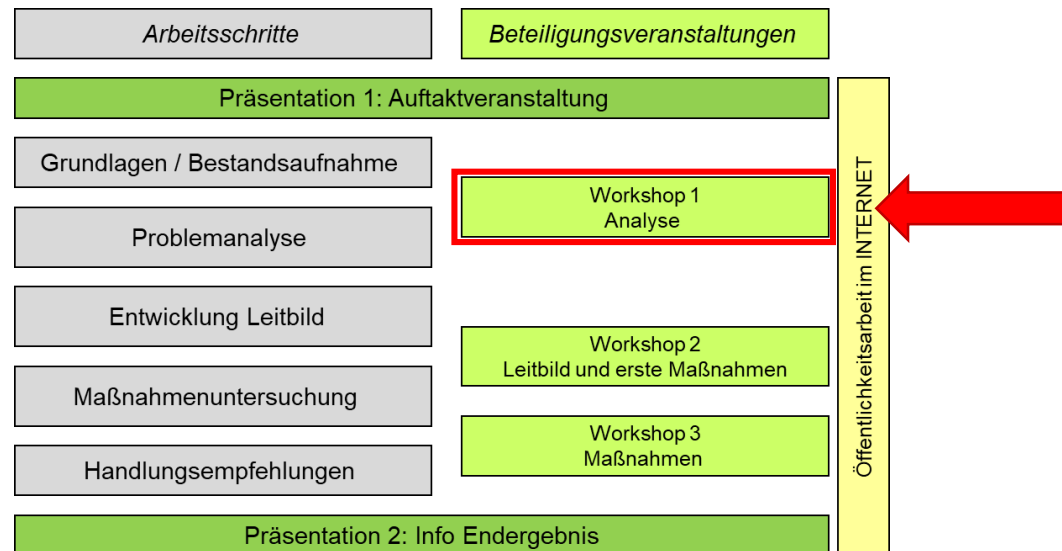 Arbeitsschritte
Beteiligungsveranstaltungen
Präsentation 1: Auftaktveranstaltung
Grundlagen / Bestandsaufnahme
Workshop 1
Analyse
Problemanalyse
Entwicklung Leitbild
Workshop 2
Leitbild und erste Maßnahmen
Maßnahmenuntersuchung
Workshop 3
Maßnahmen
Handlungsempfehlungen
Präsentation 2: Info Endergebnis
Öffentlichkeitsarbeit im INTERNET